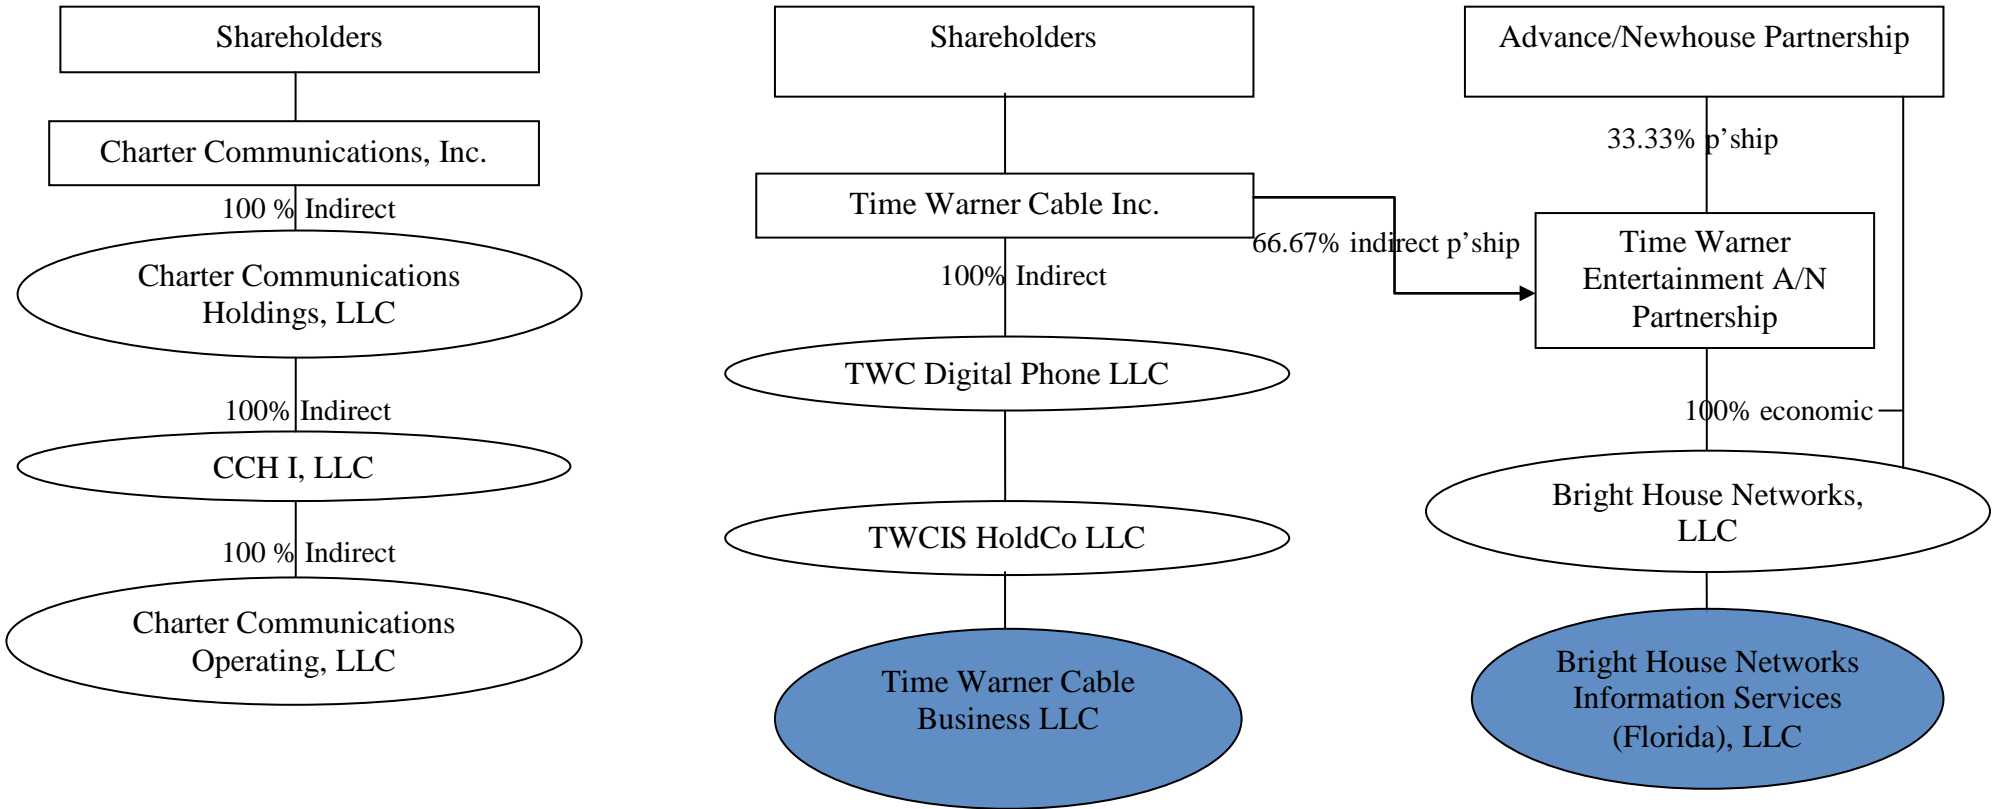 Shareholders
Charter Communications, Inc.
100 % Indirect
Charter Communications
Holdings, LLC
100% Indirect
CCH I, LLC
100 % Indirect
Charter Communications
Operating, LLC
Shareholders
Time Warner Cable Inc.
100% Indirect
66.67% indirect p’ship
TWC Digital Phone LLC
TWCIS HoldCo LLC
Time Warner Cable
Business LLC
Advance/Newhouse Partnership
33.33% p’ship
Time Warner
Entertainment A/N
Partnership
100% economic
Bright House Networks,
LLC
Bright House Networks
Information Services
(Florida), LLC